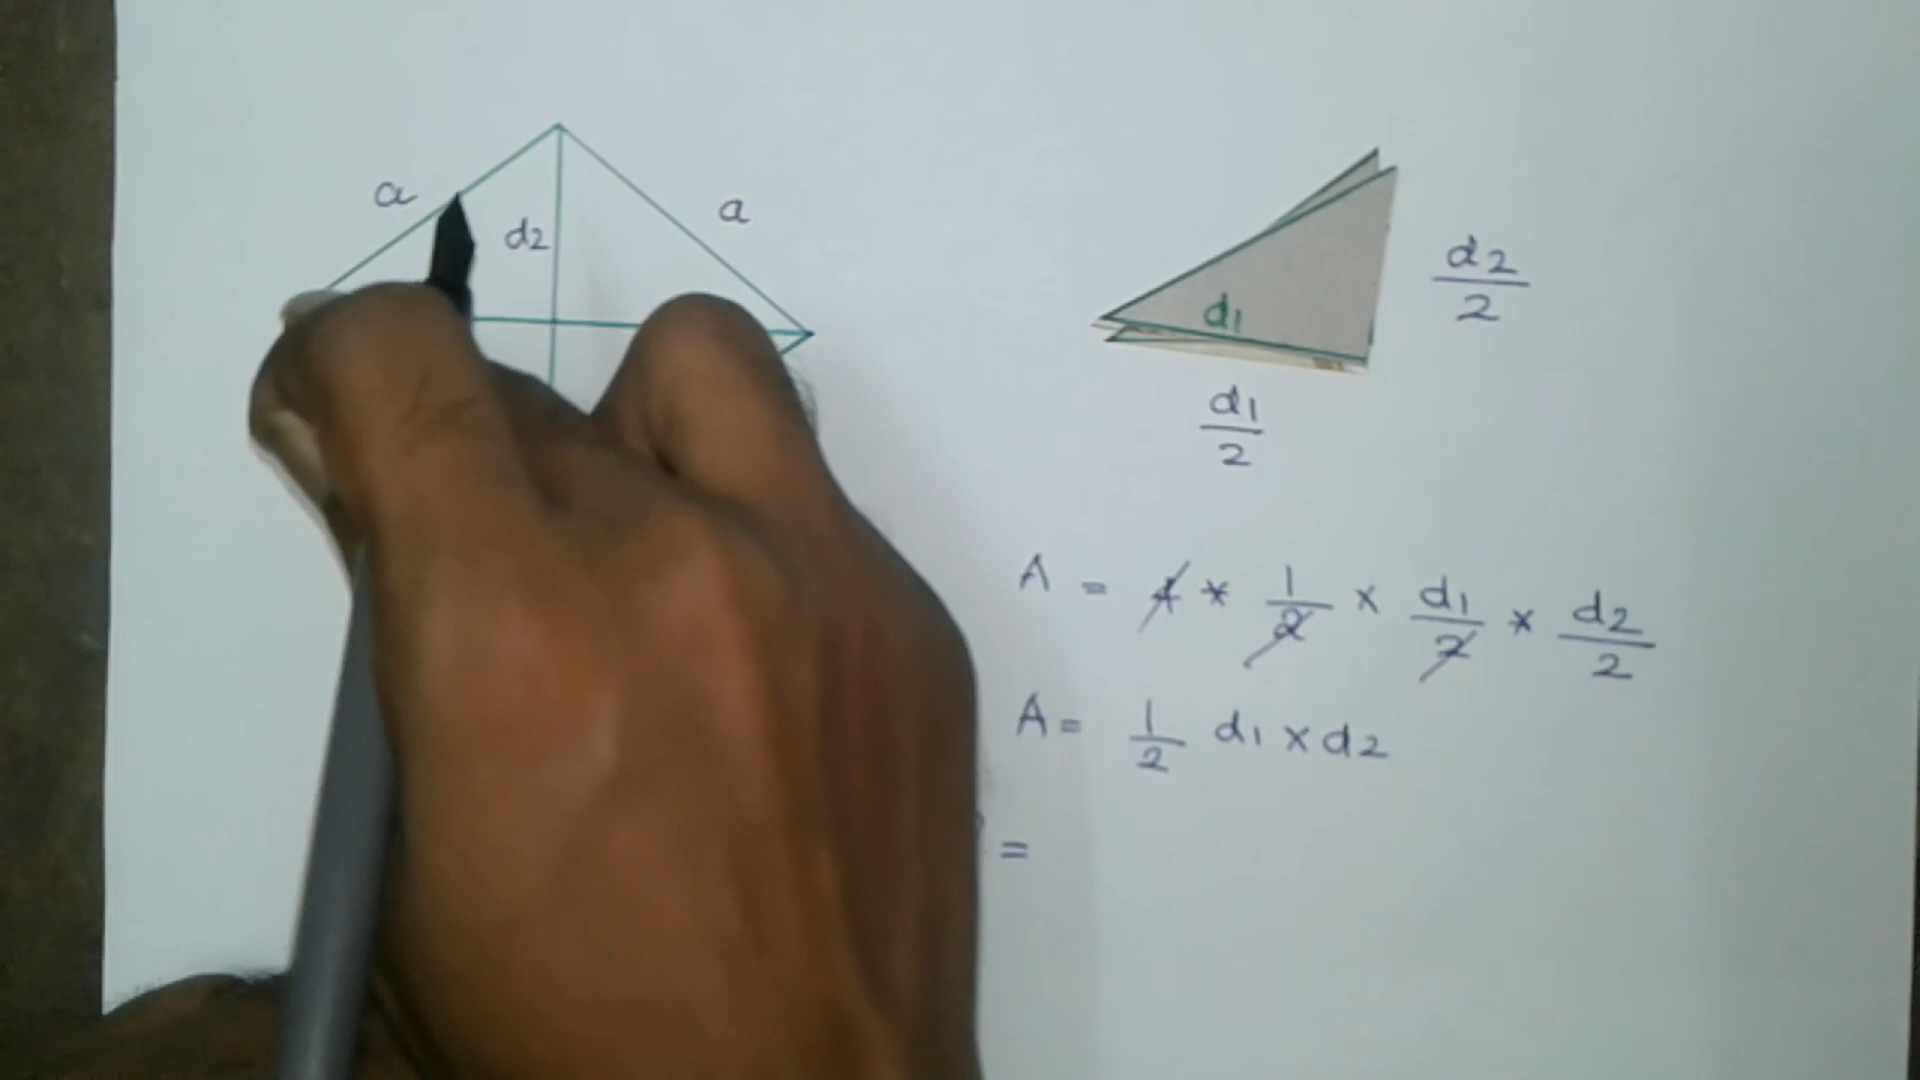 a
a
d2
d1
d2/2
d1/2
A = 4 * 1/2 × d1/2 * d2/2
A = 1/2 d1 × d2
=